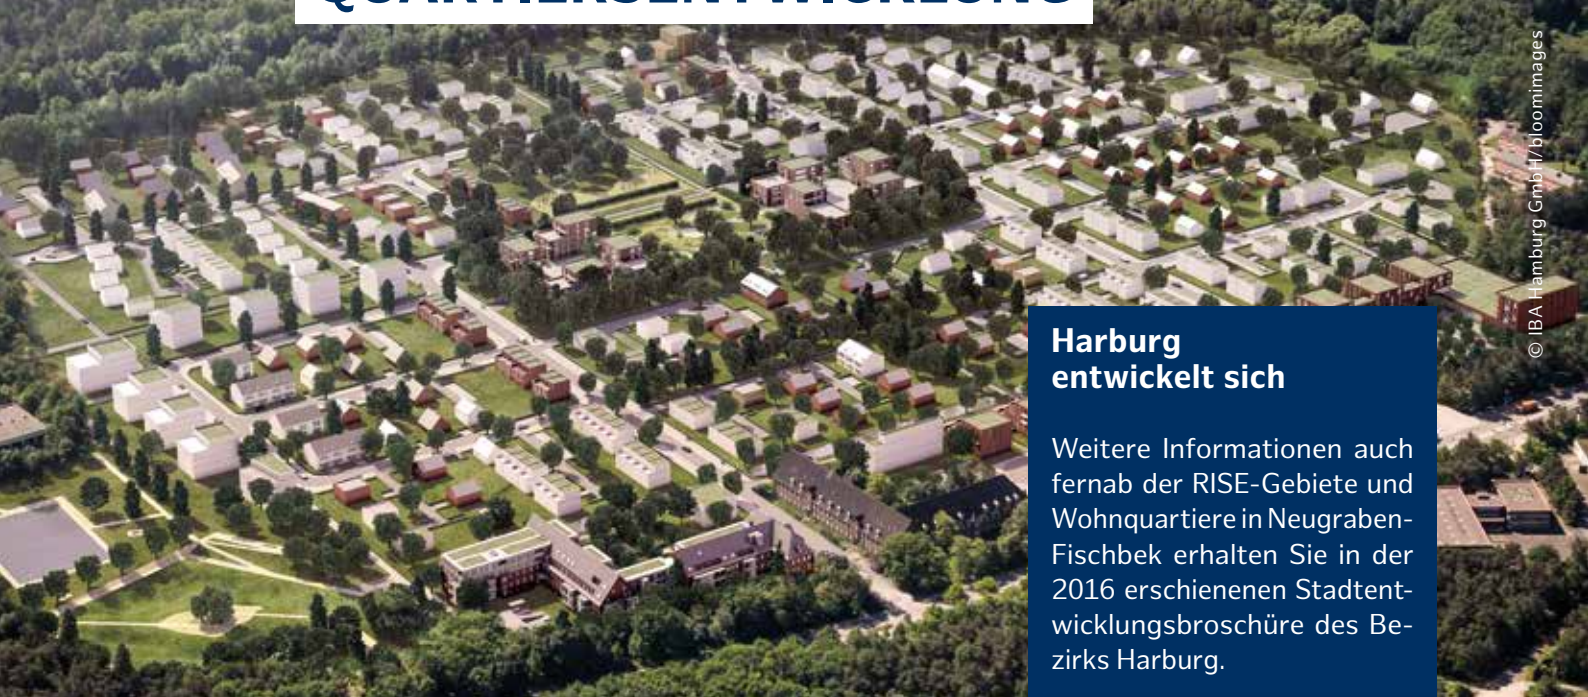 QUARTIERSENTWICKLUNG
© IBA Hamburg GmbH/bloomimages
Harburg
entwickelt sich
Weitere Informationen auch
fernab der RISE-Gebiete und
Wohnquartiere in Neugraben-
Fischbek erhalten Sie in der
2016 erschienenen Stadtent-
wicklungsbroschüre des Be-
zirks Harburg.